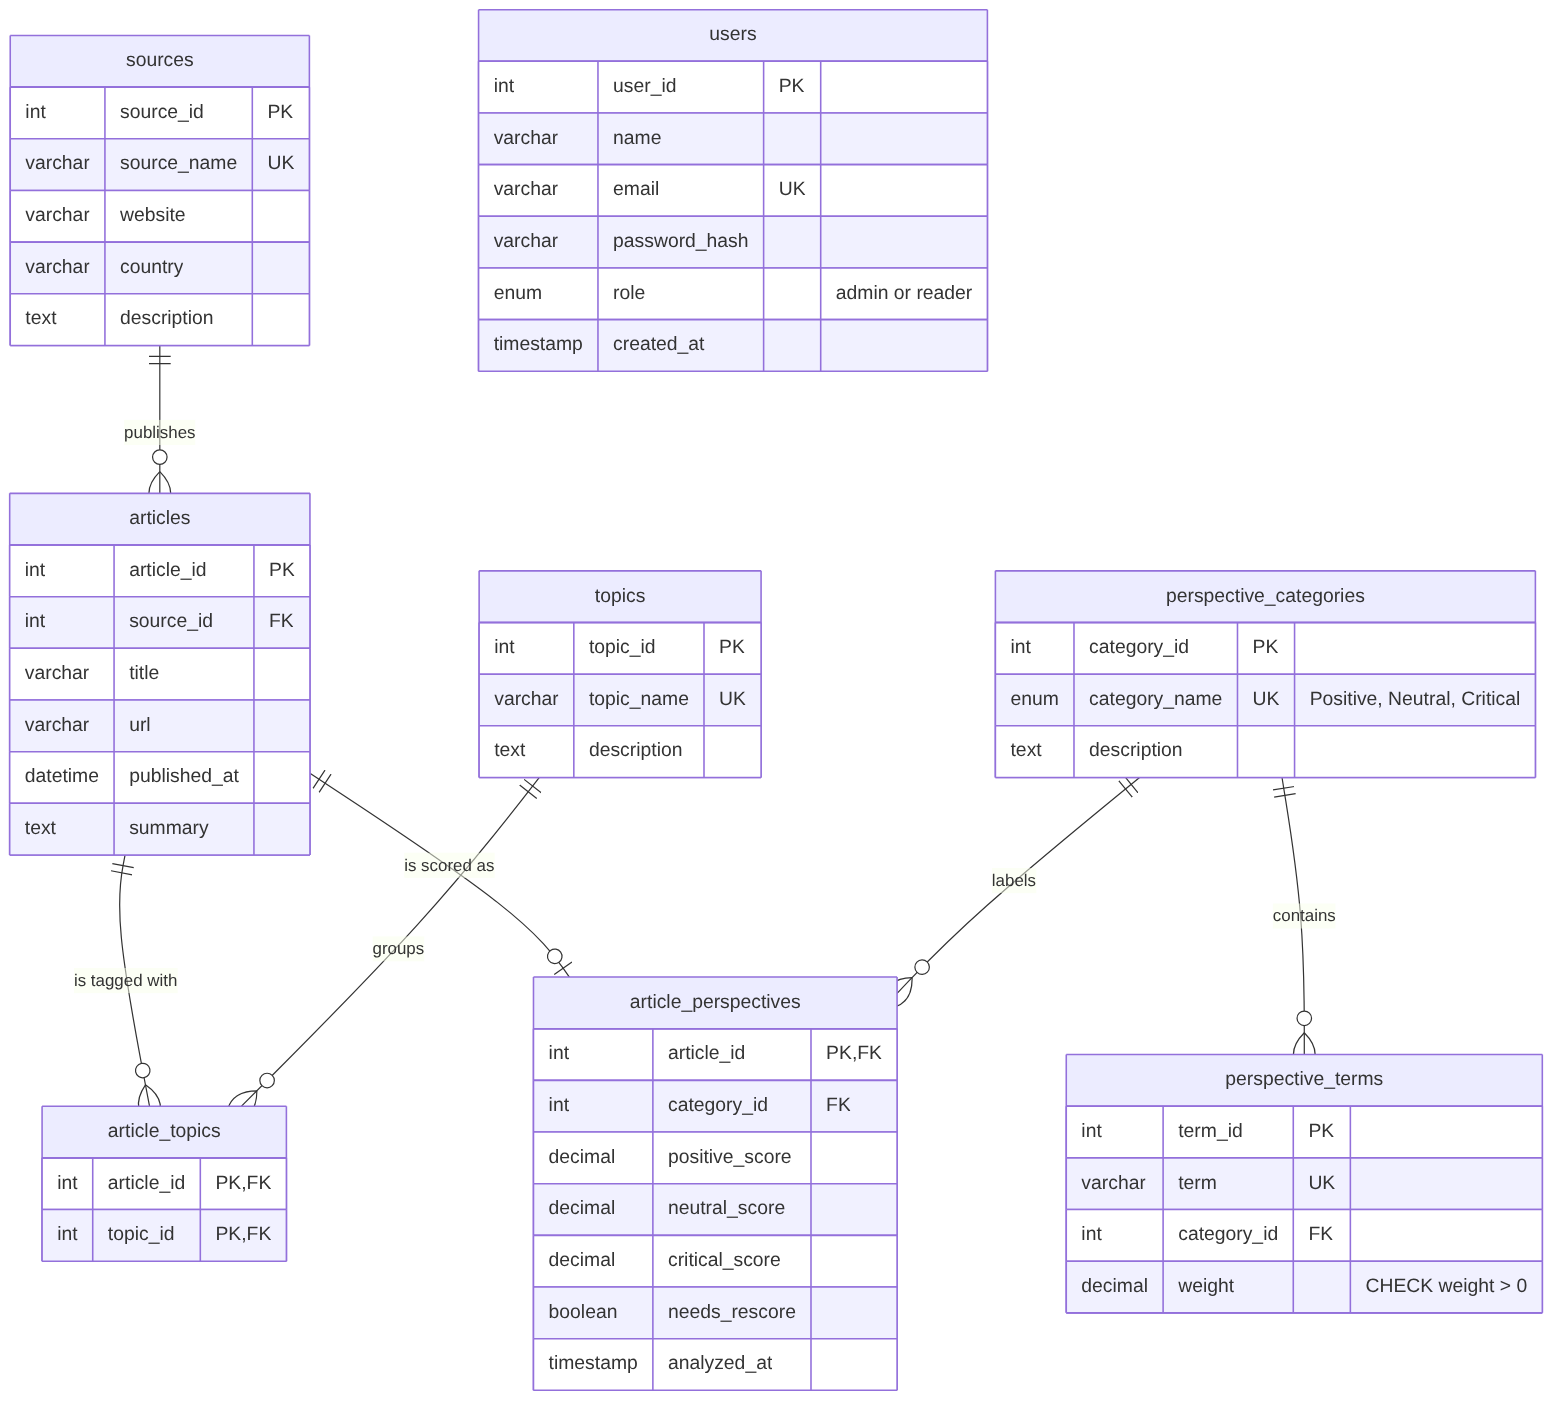 sources
int source_id PK
varchar source_name UK
varchar website
varchar country
text description
users
int user_id PK
varchar name
varchar email UK
varchar password_hash
enum role admin or reader
timestamp created_at
publishes
articles
int article_id PK
int source_id FK
varchar title
varchar url
datetime published_at
text summary
topics
int topic_id PK
varchar topic_name UK
text description
perspective_categories
int category_id PK
enum category_name UK Positive, Neutral, Critical
text description
is scored as
labels
contains
groups
is tagged with
article_topics
int article_id PK,FK
int topic_id PK,FK
article_perspectives
int article_id PK,FK
int category_id FK
decimal positive_score
decimal neutral_score
decimal critical_score
boolean needs_rescore
timestamp analyzed_at
perspective_terms
int term_id PK
varchar term UK
int category_id FK
decimal weight CHECK weight > 0